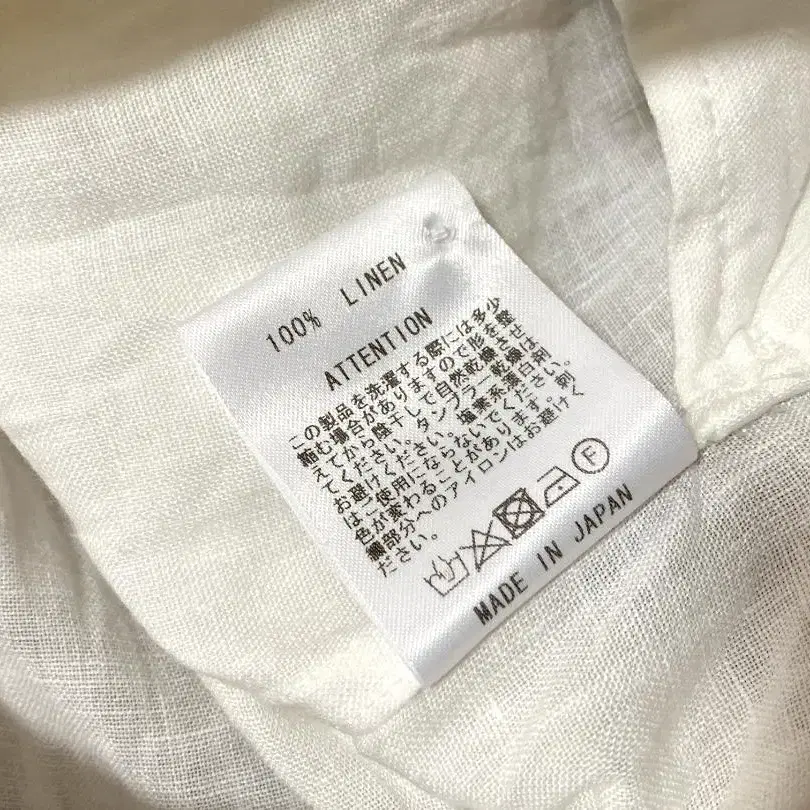 100% LINEN
ATTENTION
この製品を洗濯する際には多少
縮む場合がありますので形を整
えてから陰干しで自然乾燥させ
てください。タンブラー乾燥は
お避けください。塩素系漂白剤
はご使用にならないでください。
色が変わることがあります。刺
繍部分へのアイロンはお避けく
ださい。
F
MADE IN JAPAN